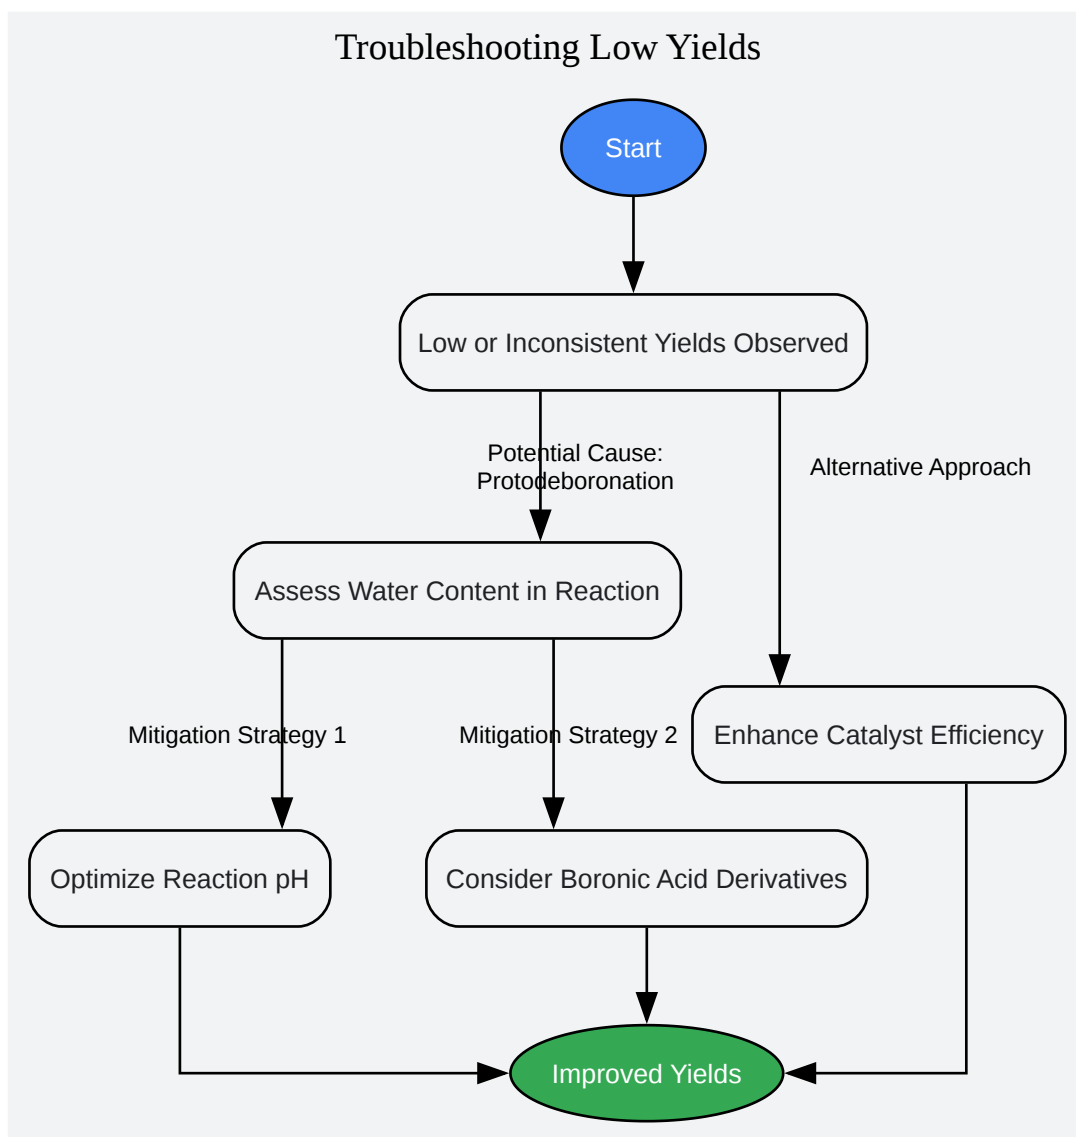 Troubleshooting Low Yields
Start
Low or Inconsistent Yields Observed
Potential Cause:
Protodeboronation
Alternative Approach
Assess Water Content in Reaction
Mitigation Strategy 1
Mitigation Strategy 2
Enhance Catalyst Efficiency
Optimize Reaction pH
Consider Boronic Acid Derivatives
Improved Yields